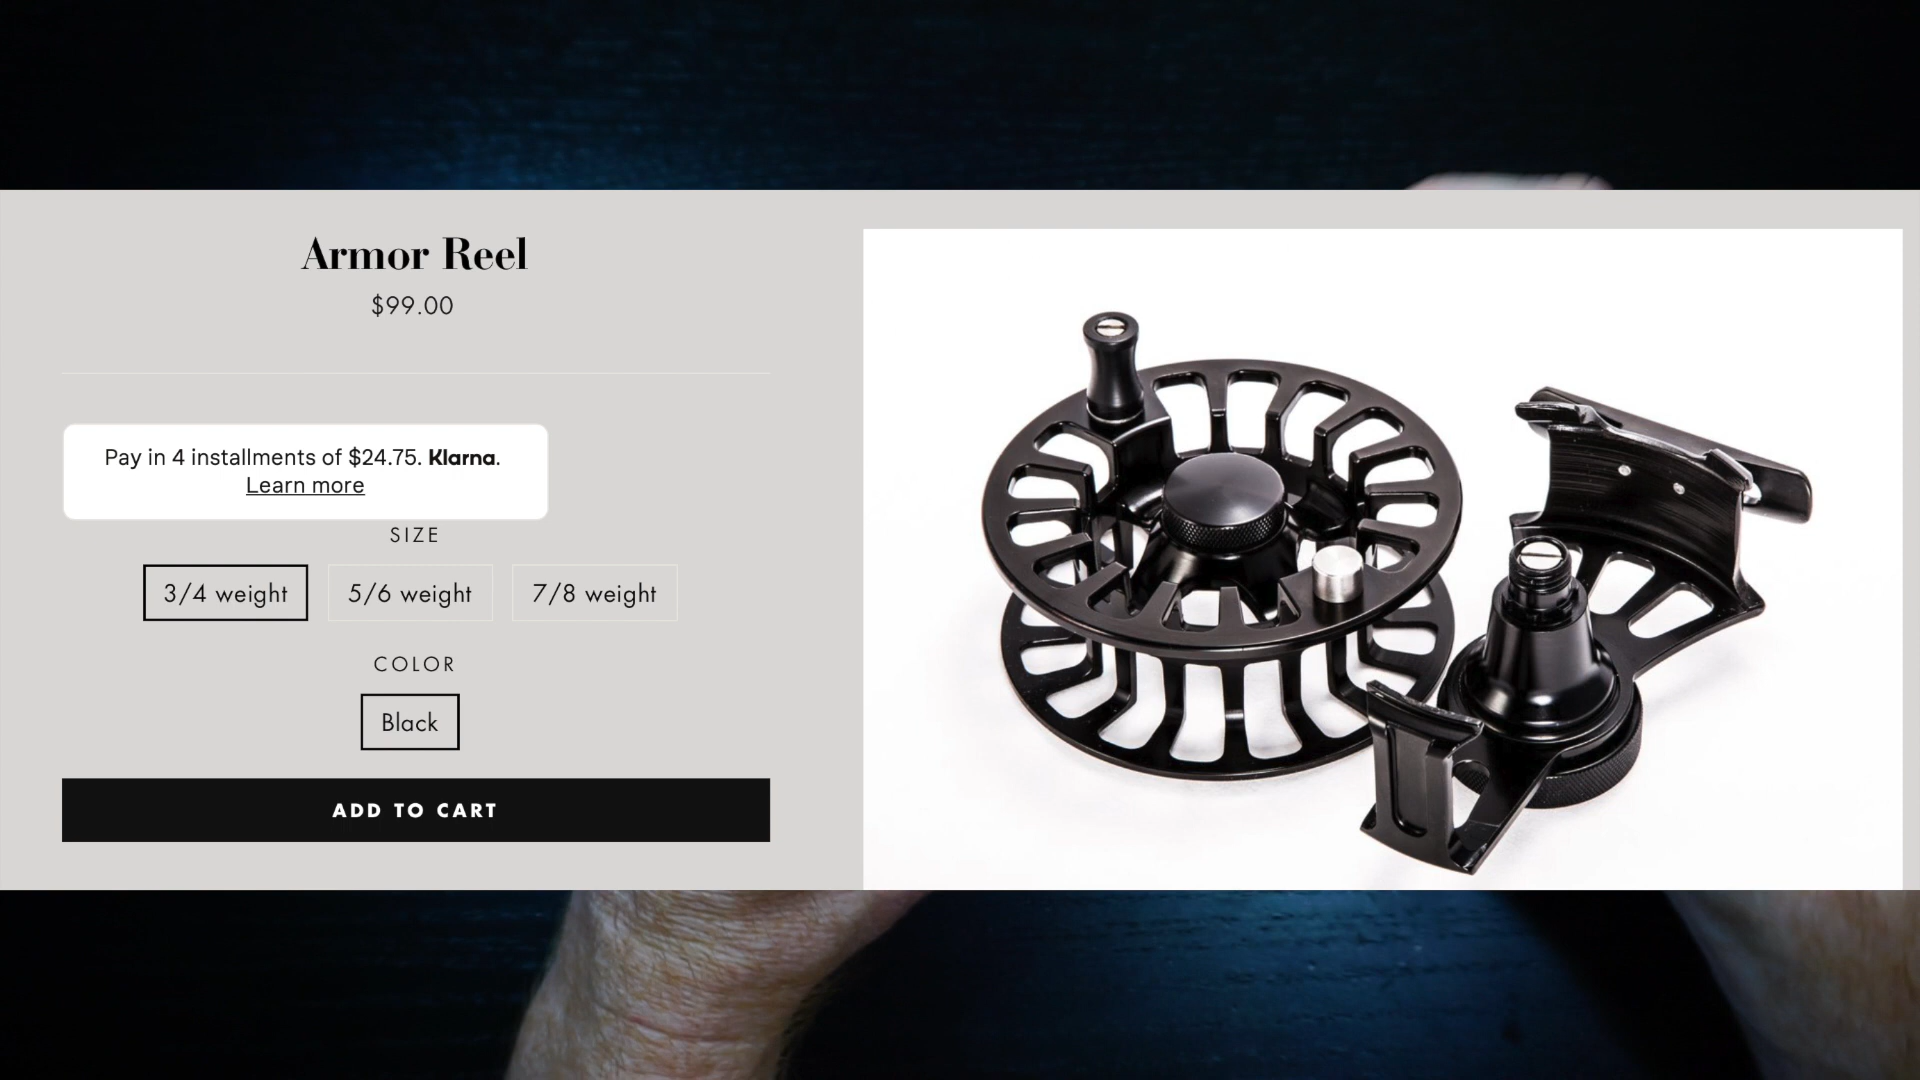 Armor Reel
$99.00
Pay in 4 installments of $24.75. Klarna.
Learn more
SIZE
3/4 weight
5/6 weight
7/8 weight
COLOR
Black
ADD TO CART